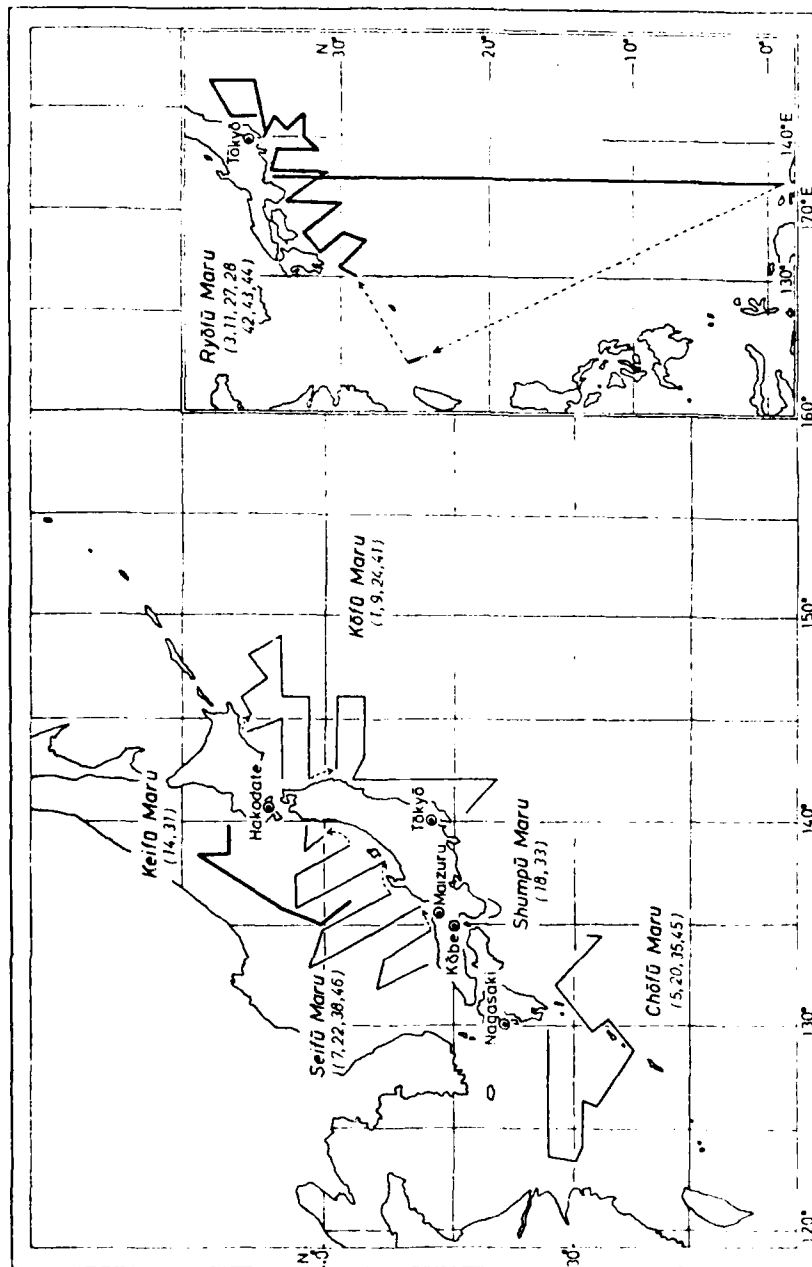 Keifū Maru
(14,31)
Hakodate
Seifū Maru
(7,22,38,46)
Kōfū Maru
(1,9,24,41)
Maizuru
Tōkyō
Kōbe
Nagasaki
Shumpū Maru
(18,33)
Chōfū Maru
(5,20,35,45)
N
40°
30°
120°
130°
140°
150°
160°
170°E
Ryōfū Maru
(3,11,27,28
42,43,44)
Tōkyō
N
30°
20°
10°
0°
130°
140°E